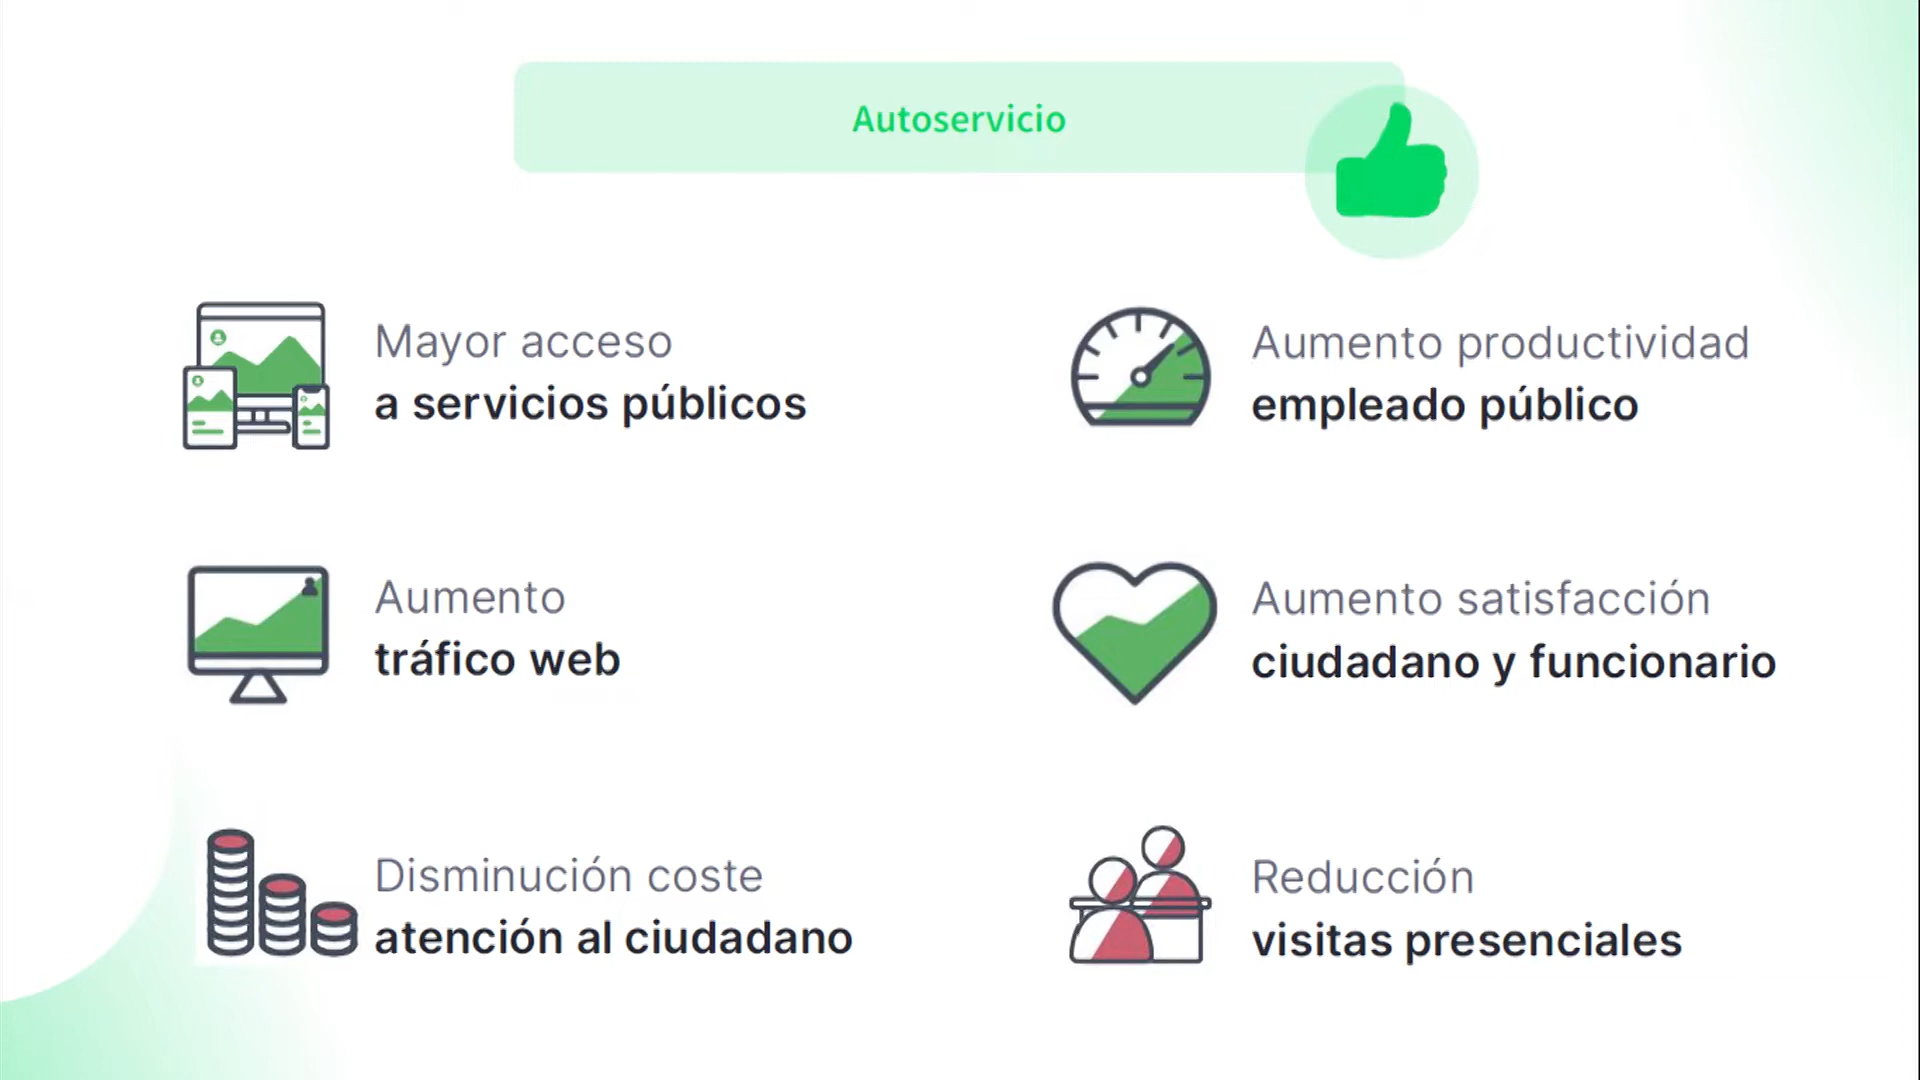 Autoservicio
Mayor acceso
a servicios públicos
Aumento productividad
empleado público
Aumento
tráfico web
Aumento satisfacción
ciudadano y funcionario
Disminución coste
atención al ciudadano
Reducción
visitas presenciales